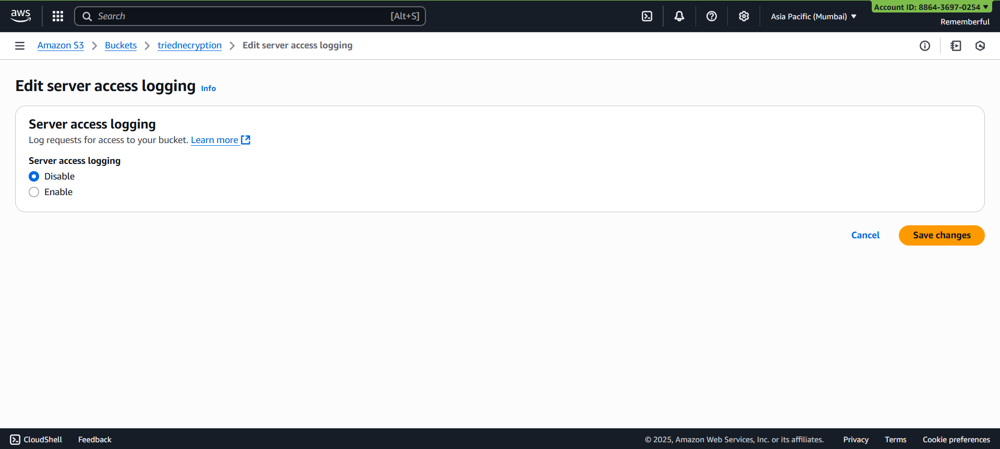 aws
Search [Alt+S]
Asia Pacific (Mumbai)
Account ID: 8864-3697-0254
Rememberful
Amazon S3 > Buckets > triednecryption > Edit server access logging
Edit server access logging Info
Server access logging
Log requests for access to your bucket. Learn more
Server access logging
Disable
Enable
Cancel
Save changes
CloudShell Feedback © 2025, Amazon Web Services, Inc. or its affiliates. Privacy Terms Cookie preferences